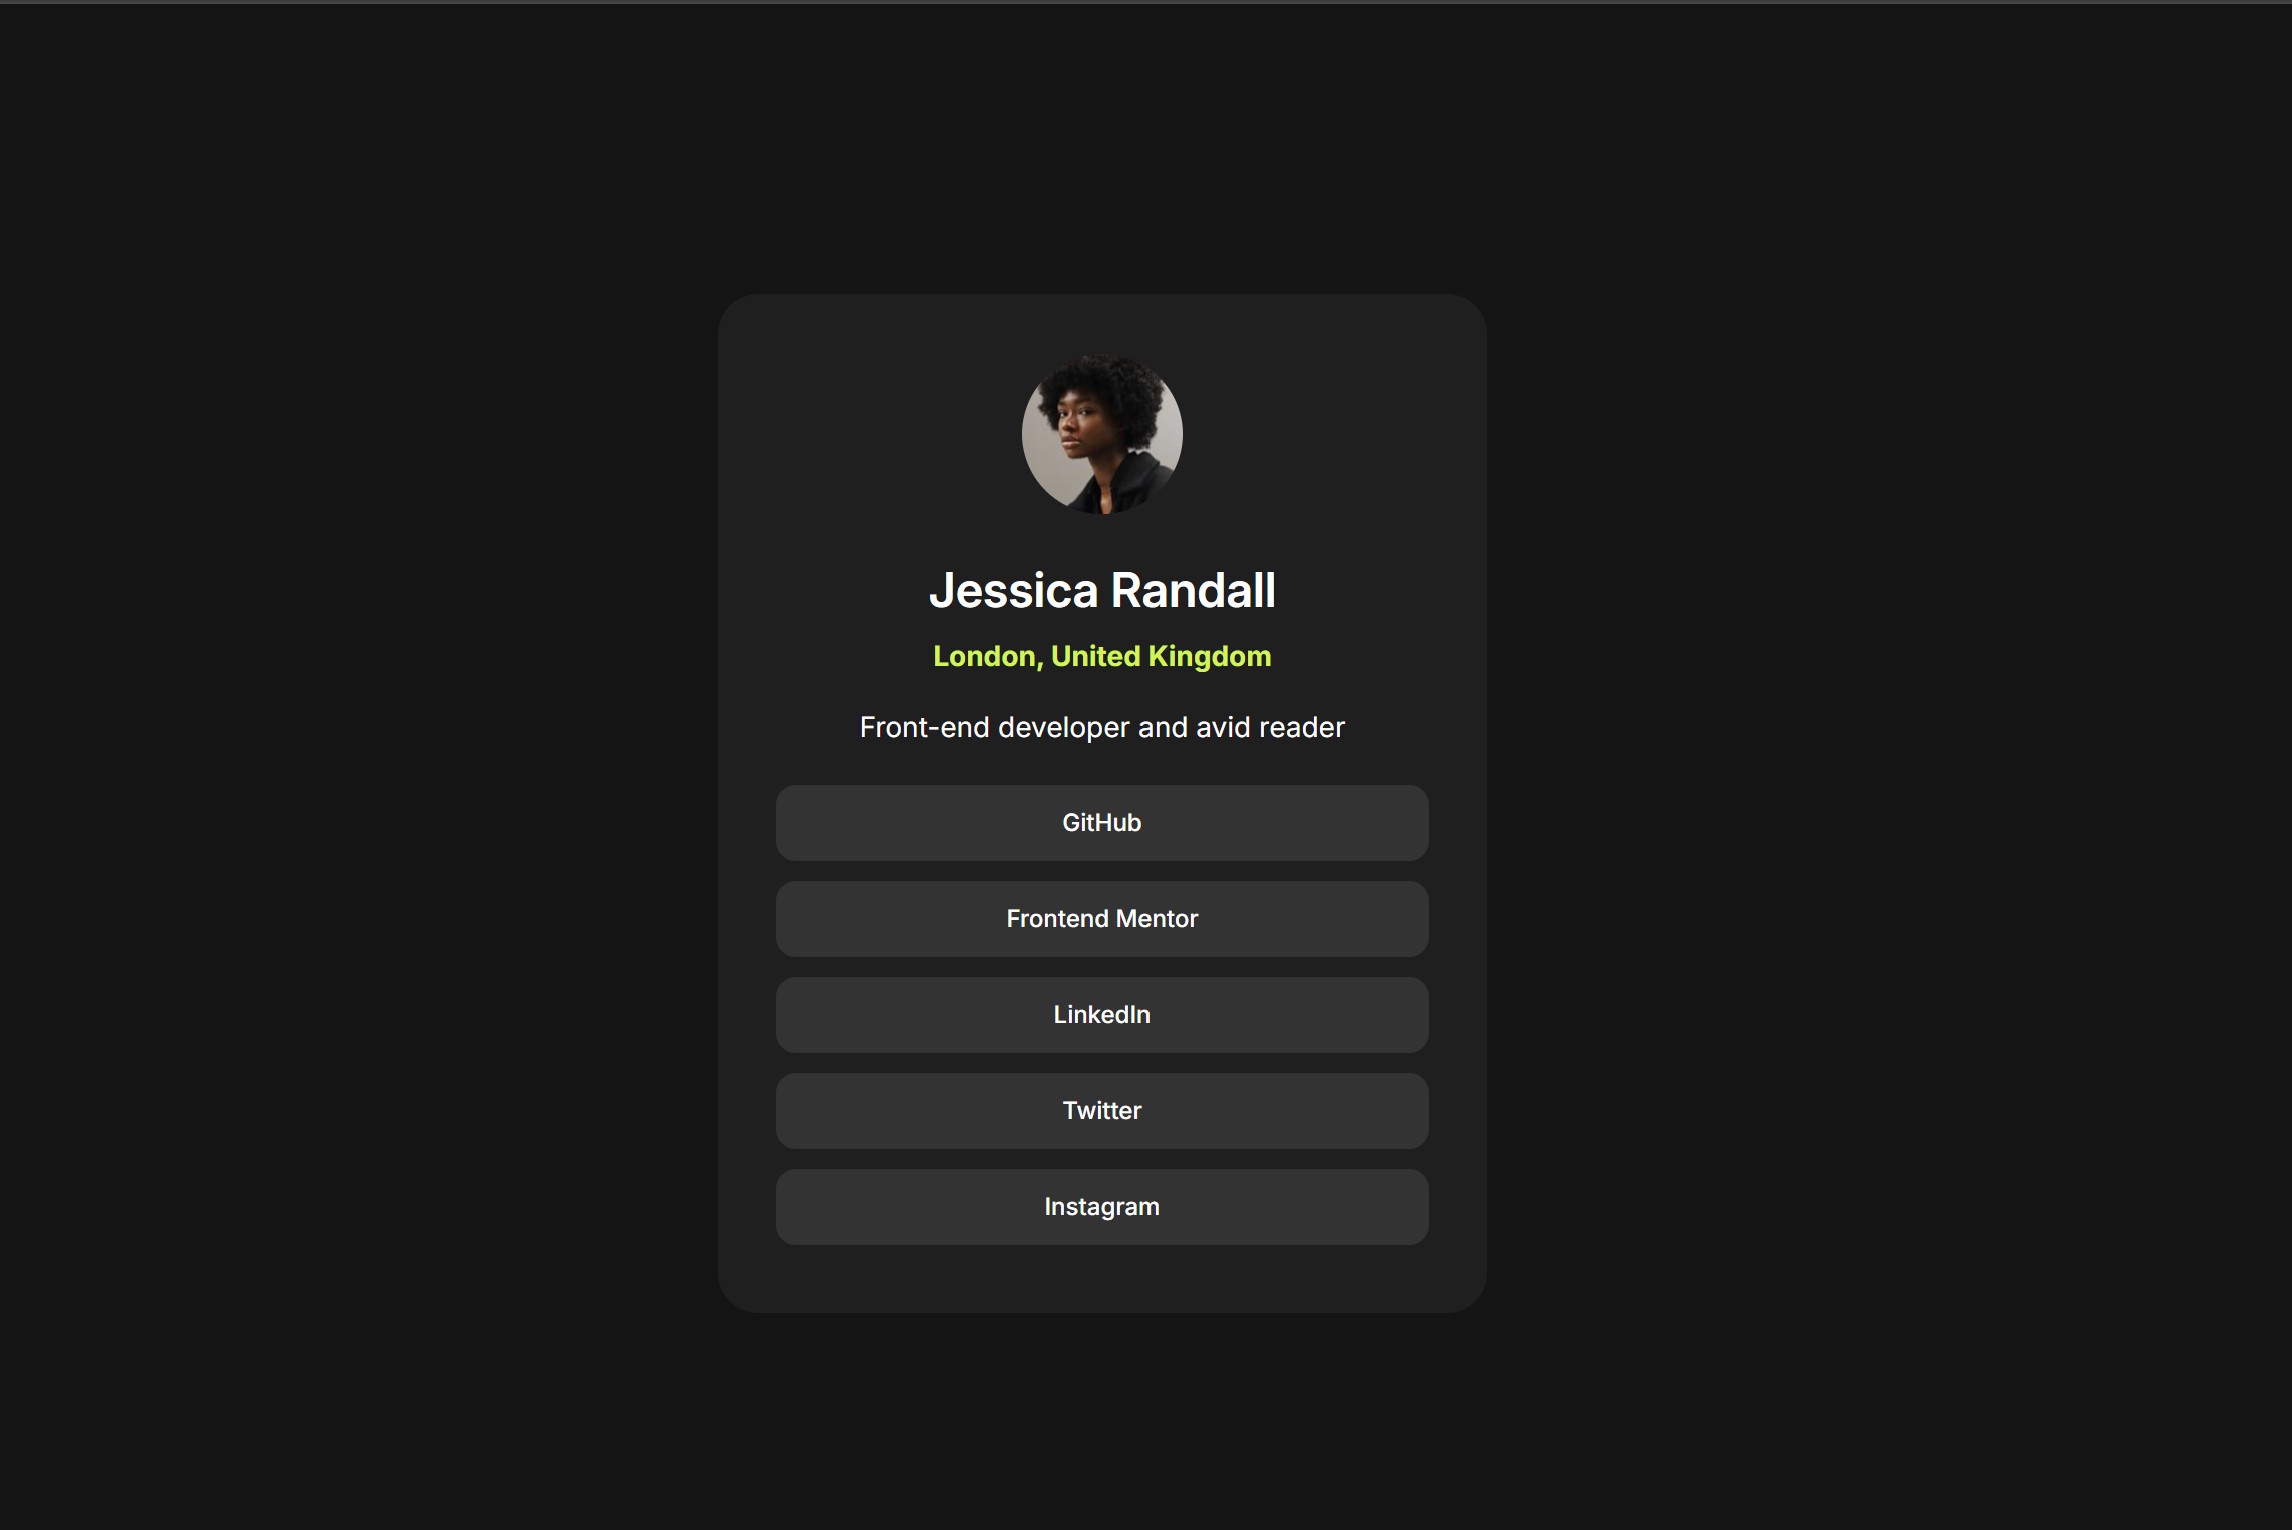 Jessica Randall
London, United Kingdom
Front-end developer and avid reader
GitHub
Frontend Mentor
LinkedIn
Twitter
Instagram